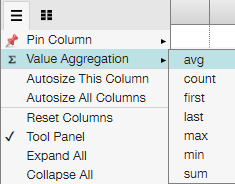 Pin Column
Σ Value Aggregation
Autosize This Column
Autosize All Columns
Reset Columns
✓ Tool Panel
Expand All
Collapse All
avg
count
first
last
max
min
sum